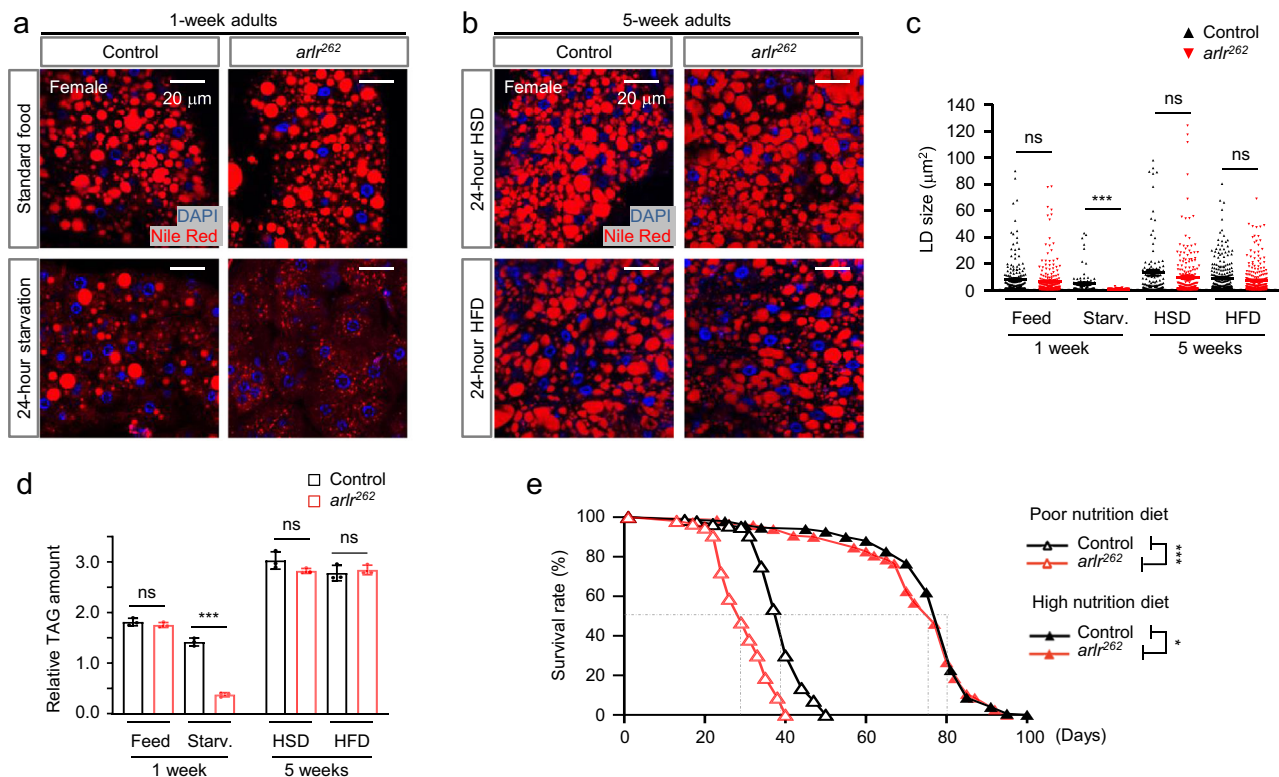 a
1-week adults
Control
arlr²⁶²
Standard food
24-hour starvation
Female
20 μm
DAPI
Nile Red
b
5-week adults
Control
arlr²⁶²
24-hour HSD
24-hour HFD
Female
20 μm
DAPI
Nile Red
c
Control
arlr²⁶²
LD size (μm²)
140
120
100
80
60
40
20
0
ns
***
ns
ns
Feed
Starv.
HSD
HFD
1 week
5 weeks
d
Control
arlr²⁶²
Relative TAG amount
3.0
2.0
1.0
0.0
ns
***
ns
ns
Feed
Starv.
HSD
HFD
1 week
5 weeks
e
Survival rate (%)
100
80
60
40
20
0
0
20
40
60
80
100
(Days)
Poor nutrition diet
Control
arlr²⁶²
***
High nutrition diet
Control
arlr²⁶²
*